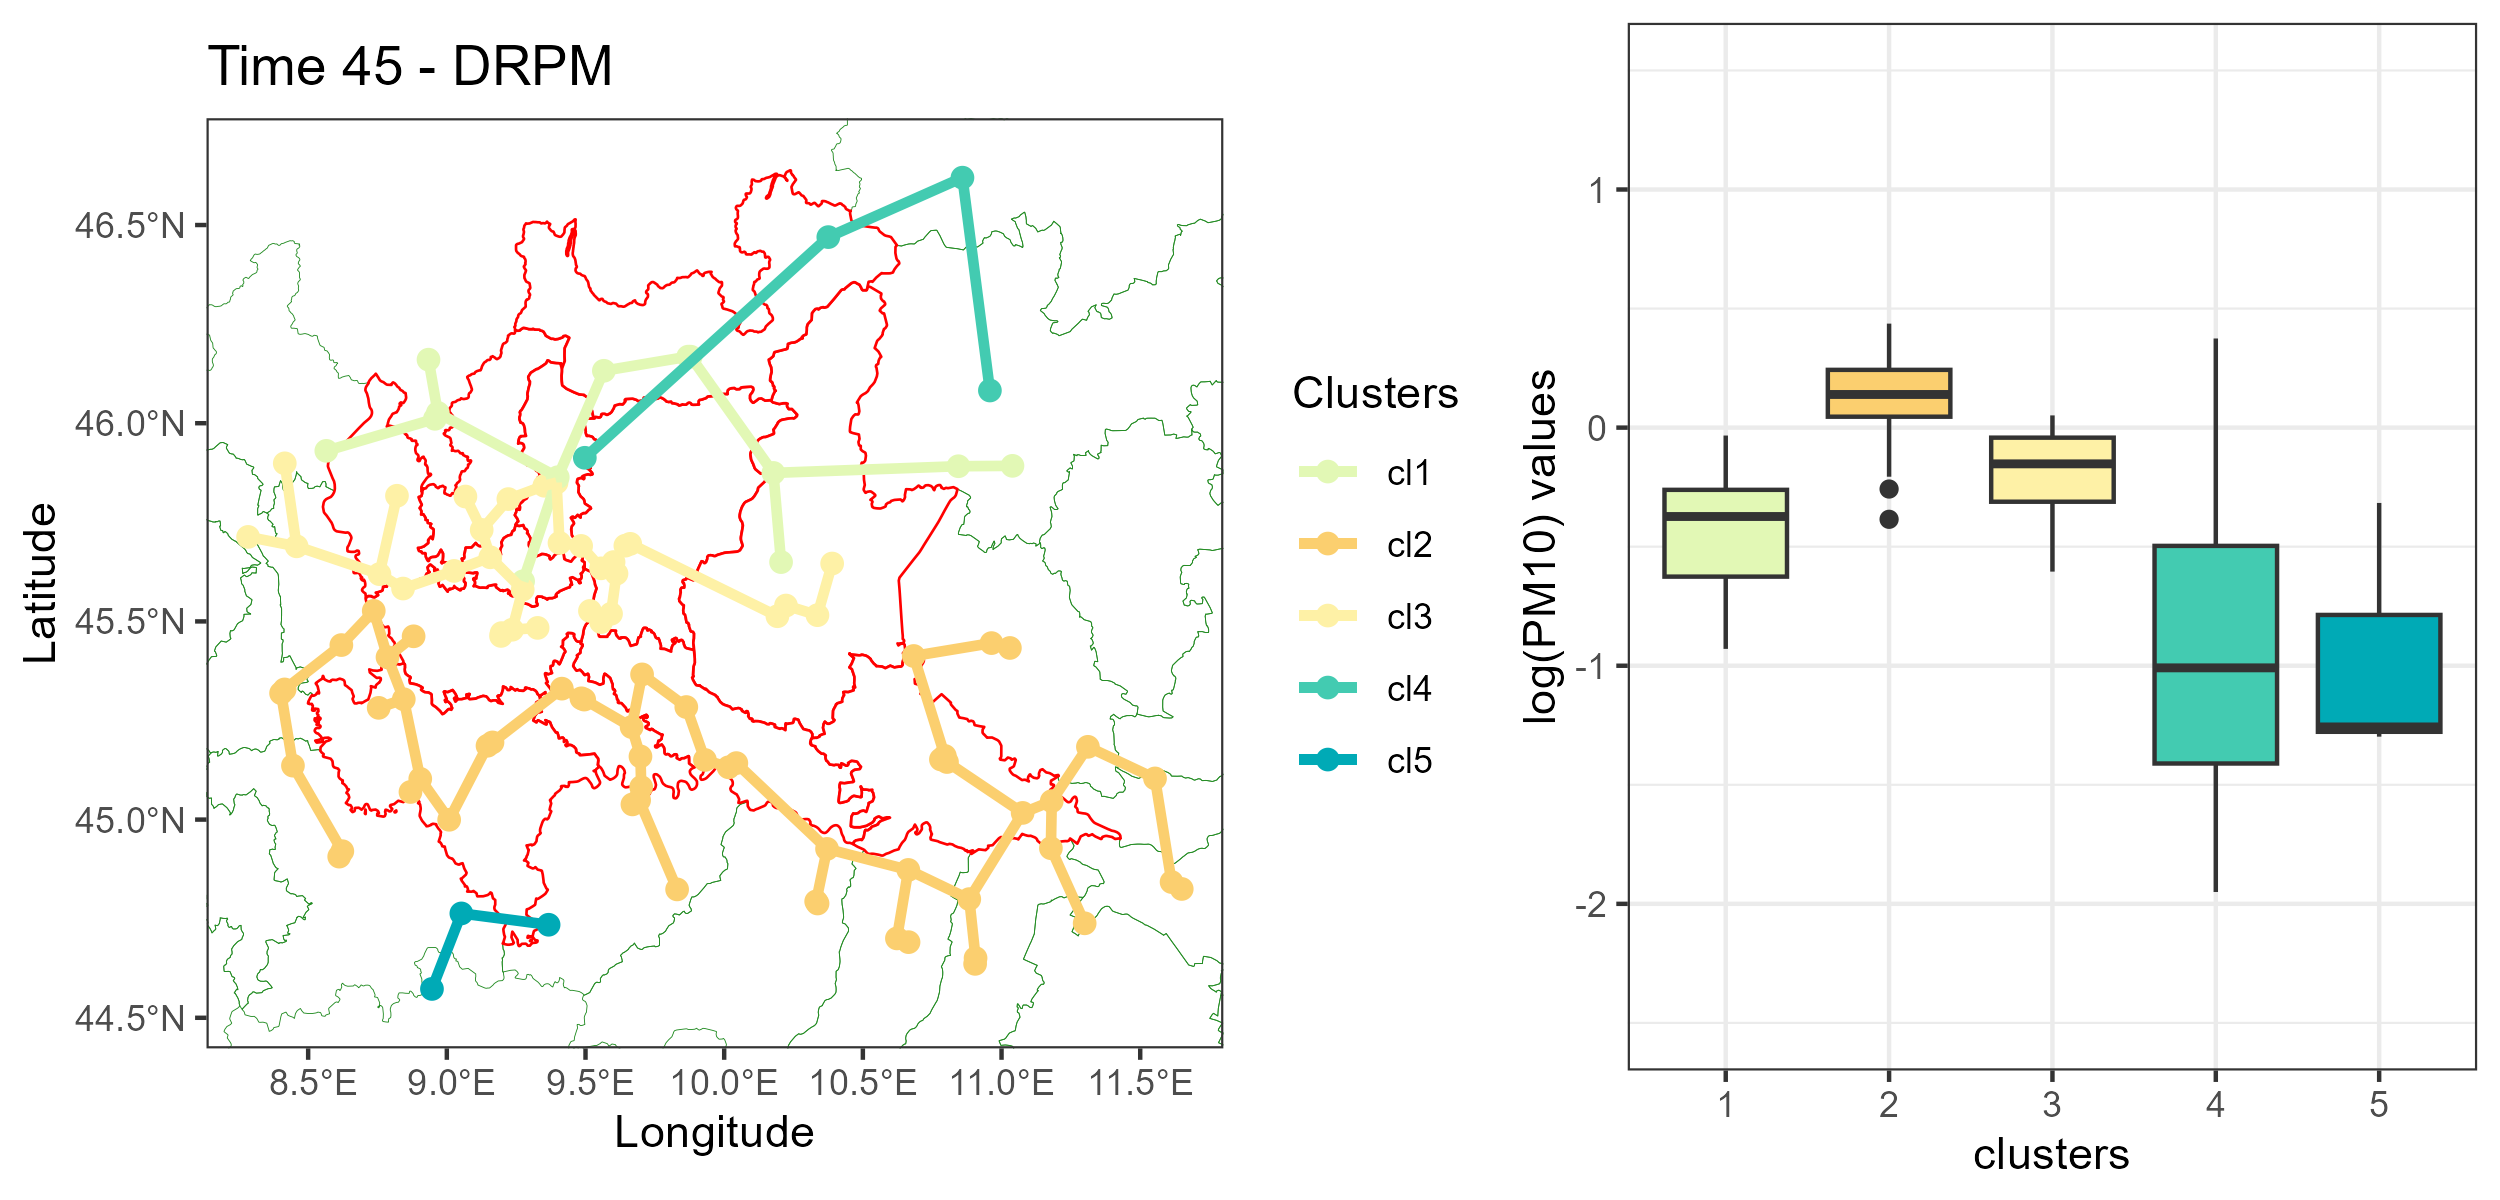 Time 45 - DRPM
Latitude
46.5°N
46.0°N
45.5°N
45.0°N
44.5°N
8.5°E 9.0°E 9.5°E 10.0°E 10.5°E 11.0°E 11.5°E
Longitude
Clusters
cl1
cl2
cl3
cl4
cl5
log(PM10) values
1
0
-1
-2
1 2 3 4 5
clusters